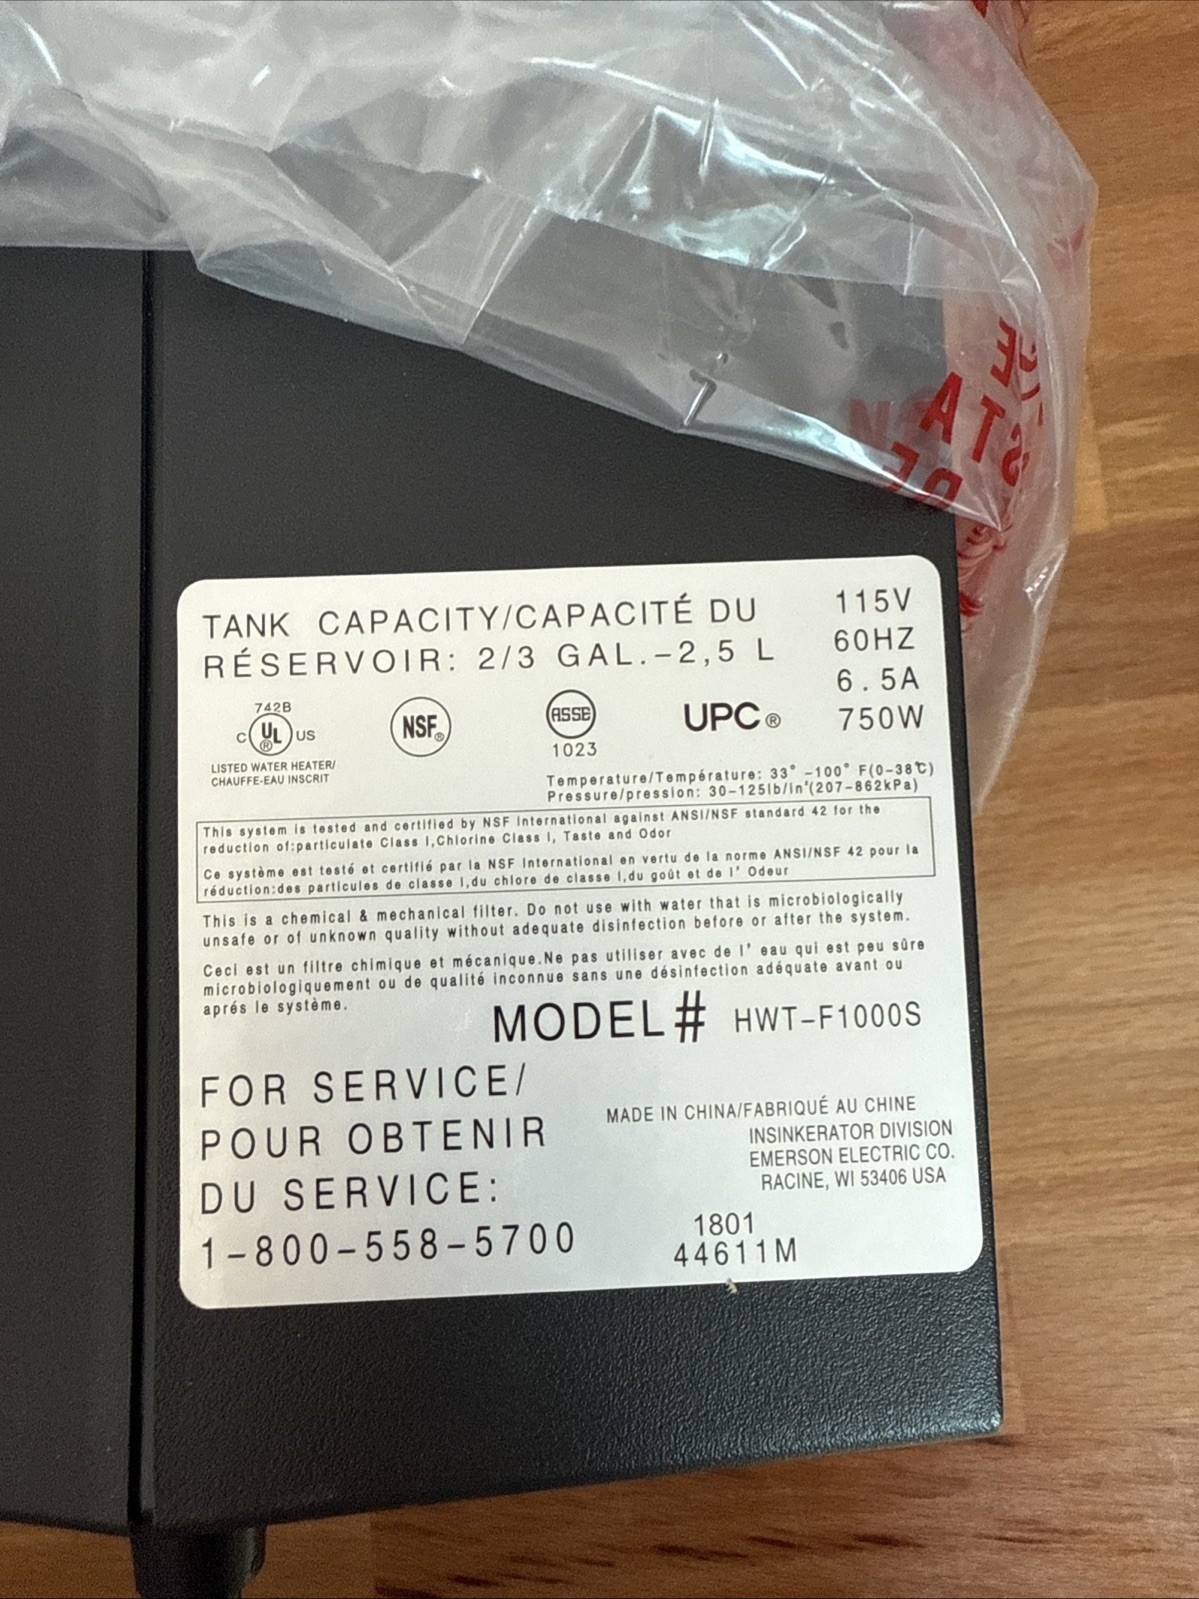 TANK CAPACITY/CAPACITÉ DU
RÉSERVOIR: 2/3 GAL.-2,5 L
115V
60HZ
6.5A
750W
742B
C UL ® US
LISTED WATER HEATER/
CHAUFFE-EAU INSCRIT
NSF®
ASSE
1023
UPC®
Temperature/Température: 33° -100° F(0-38℃)
Pressure/pression: 30-125lb/in"(207-862kPa)
This system is tested and certified by NSF International against ANSI/NSF standard 42 for the
reduction of:particulate Class I,Chlorine Class I, Taste and Odor
Ce système est testé et certifié par la NSF International en vertu de la norme ANSI/NSF 42 pour la
réduction:des particules de classe I,du chlore de classe I,du goût et de l' Odeur
This is a chemical & mechanical filter. Do not use with water that is microbiologically
unsafe or of unknown quality without adequate disinfection before or after the system.
Ceci est un filtre chimique et mécanique.Ne pas utiliser avec de l' eau qui est peu sûre
microbiologiquement ou de qualité inconnue sans une désinfection adéquate avant ou
aprés le système.
MODEL# HWT-F1000S
FOR SERVICE/
POUR OBTENIR
DU SERVICE:
1-800-558-5700
MADE IN CHINA/FABRIQUÉ AU CHINE
INSINKERATOR DIVISION
EMERSON ELECTRIC CO.
RACINE, WI 53406 USA
1801
44611M